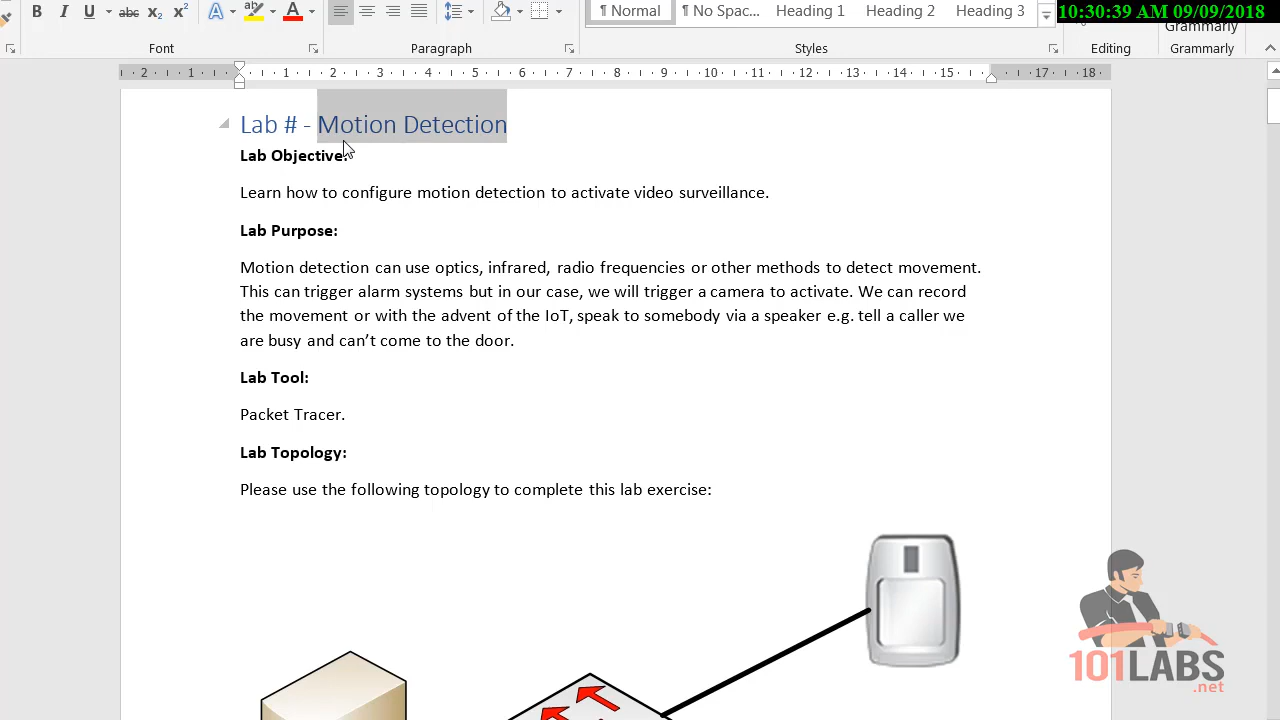 10:30:39 AM 09/09/2018
B I U abc x₂ x² A ab A
¶ Normal ¶ No Spac... Heading 1 Heading 2 Heading 3
Grammarly
Font Paragraph Styles Editing Grammarly
2 1 1 2 3 4 5 6 7 8 9 10 11 12 13 14 15 17 18
Lab # - Motion Detection
Lab Objective:
Learn how to configure motion detection to activate video surveillance.
Lab Purpose:
Motion detection can use optics, infrared, radio frequencies or other methods to detect movement.
This can trigger alarm systems but in our case, we will trigger a camera to activate. We can record
the movement or with the advent of the IoT, speak to somebody via a speaker e.g. tell a caller we
are busy and can’t come to the door.
Lab Tool:
Packet Tracer.
Lab Topology:
Please use the following topology to complete this lab exercise:
101LABS
.net